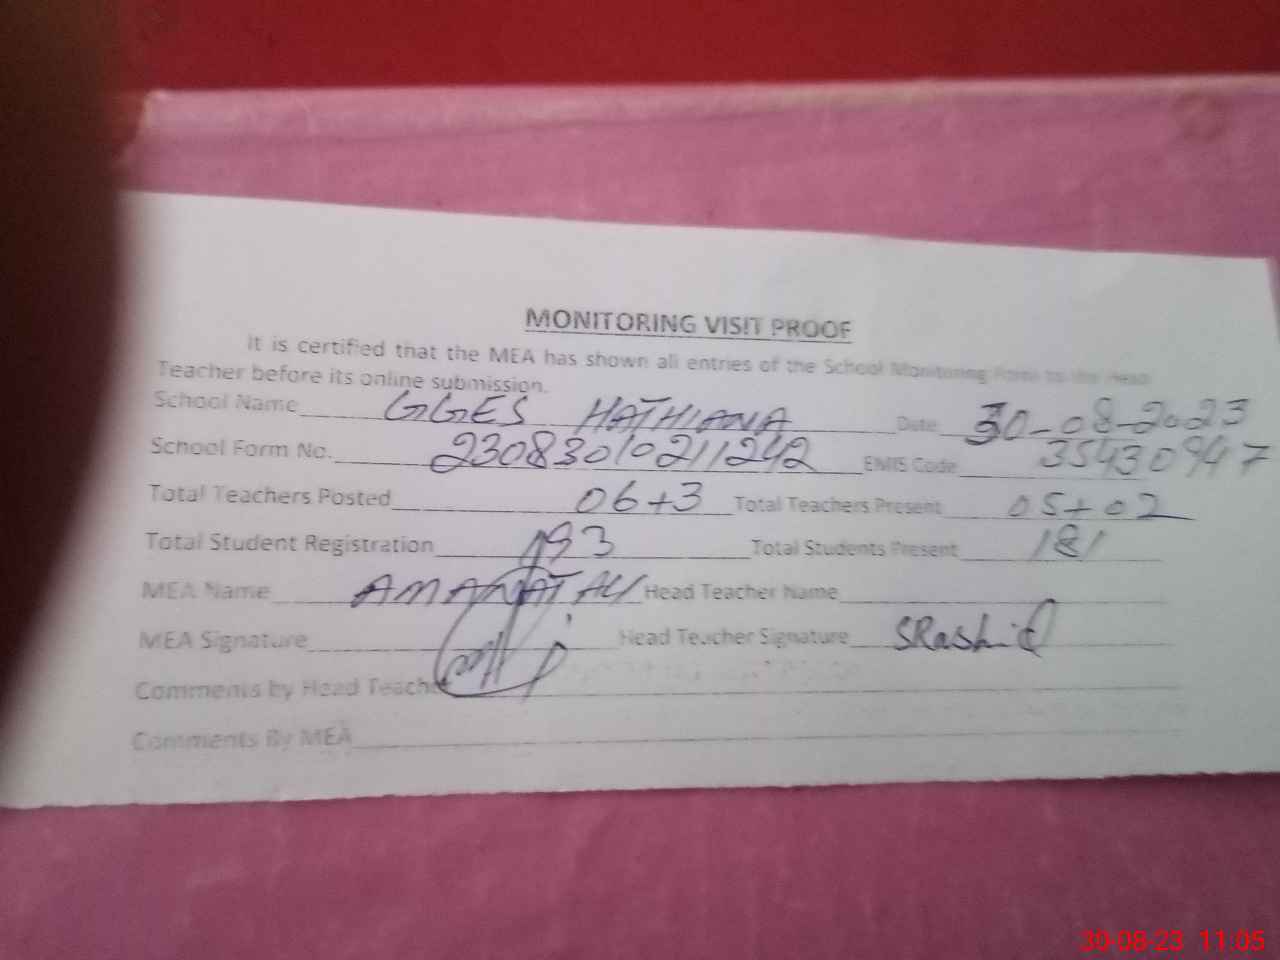 MONITORING VISIT PROOF
It is certified that the MEA has shown all entries of the School Monitoring Form to the Head
Teacher before its online submission.
School Name GGES HATHIANA Date 30-08-2023
School Form No. 23083010211242 EMIS Code 35430947
Total Teachers Posted 06+3 Total Teachers Present 05+02
Total Student Registration 193 Total Students Present 181
MEA Name AMANAT ALI Head Teacher Name
MEA Signature Head Teacher Signature SRashid
Comments by Head Teacher
Comments By MEA
30-08-23 11:05